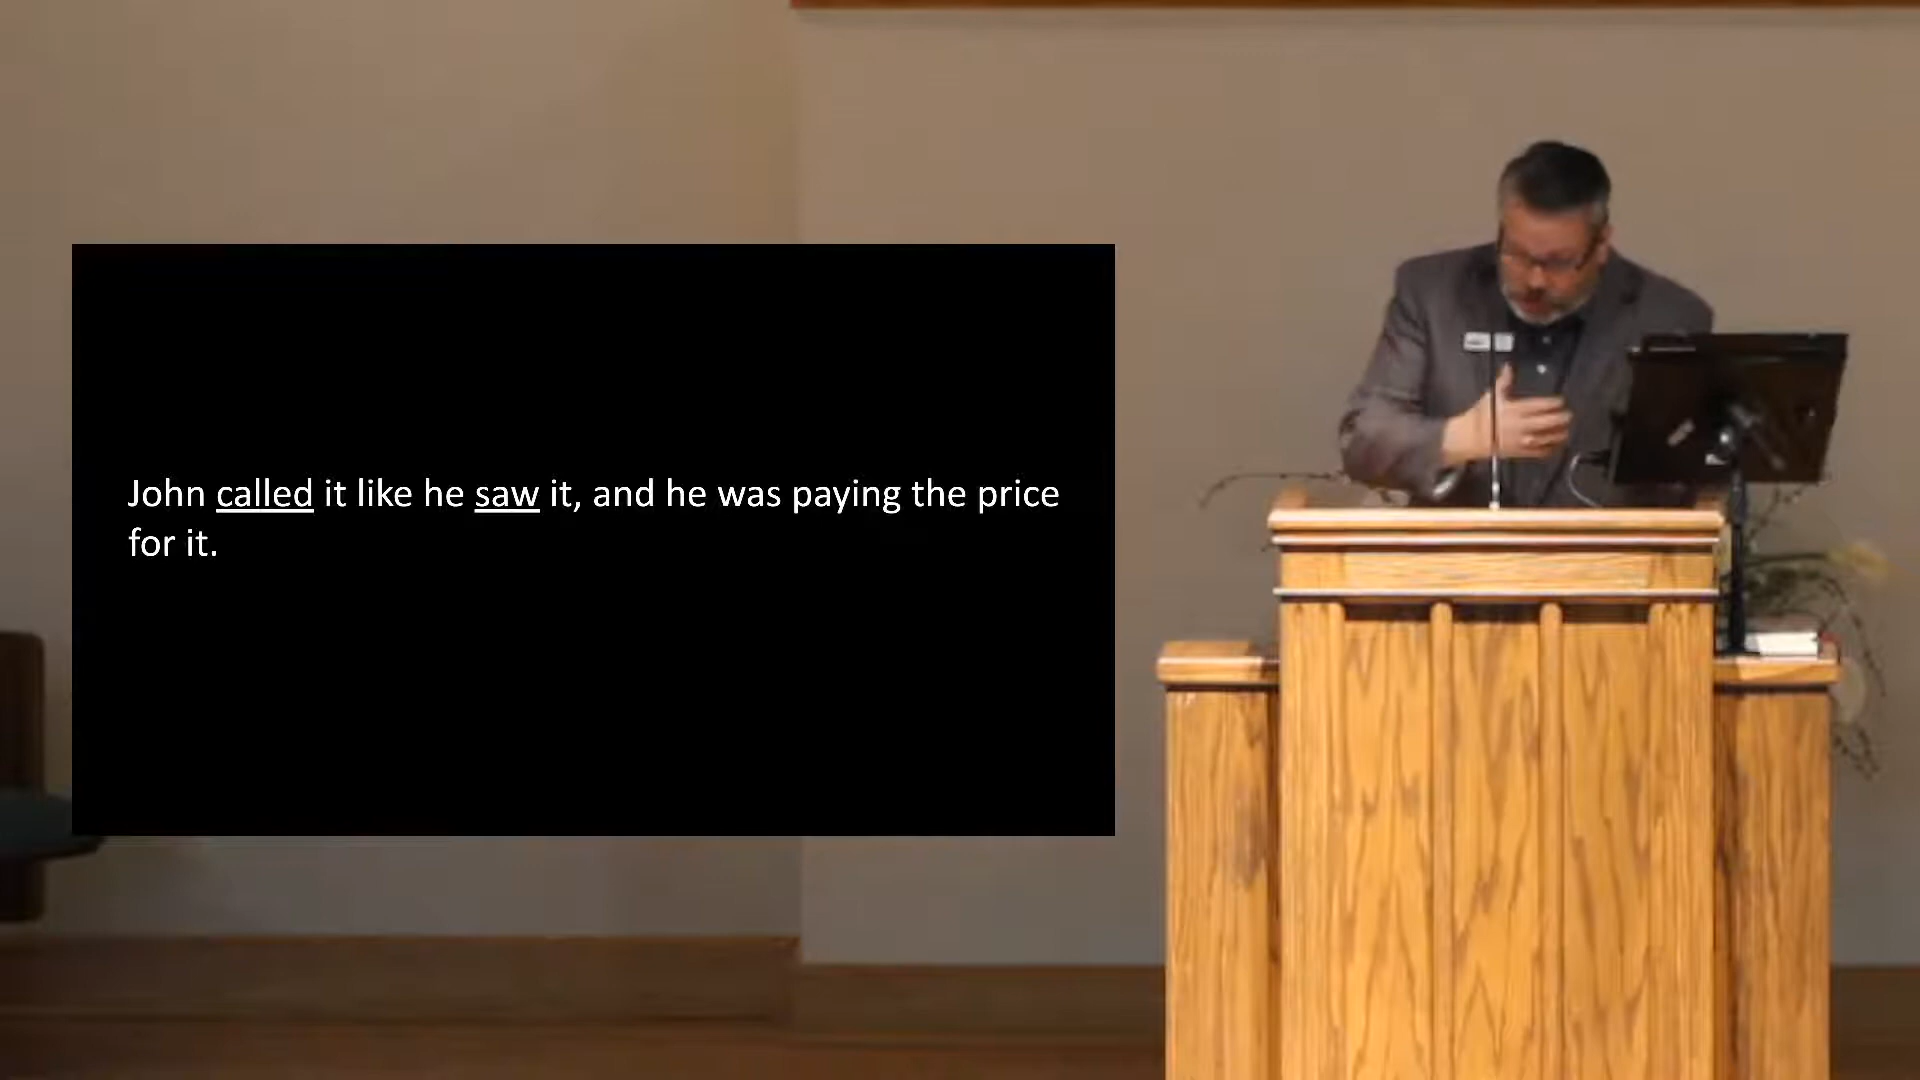 John called it like he saw it, and he was paying the price
for it.